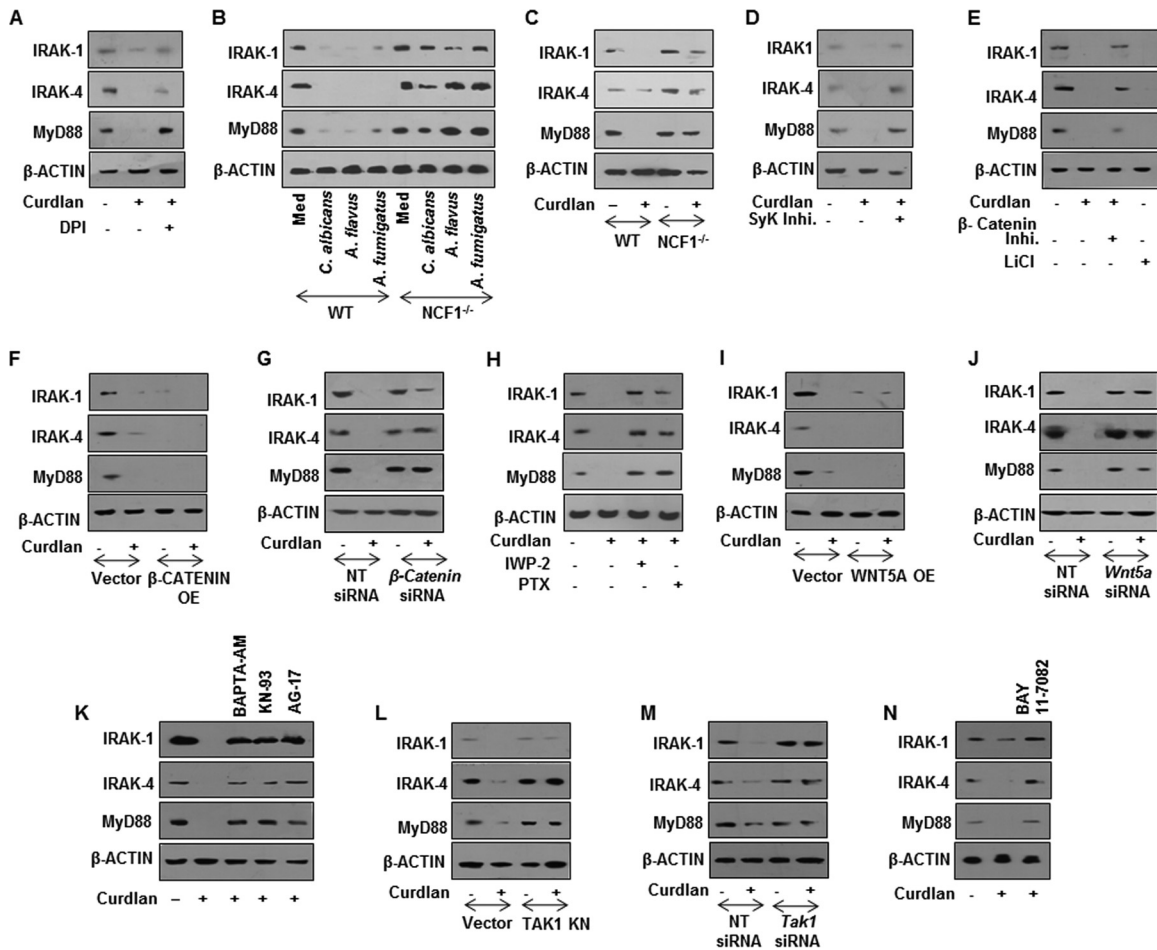 A
IRAK-1
IRAK-4
MyD88
β-ACTIN
Curdlan - + +
DPI - - +
B
IRAK-1
IRAK-4
MyD88
β-ACTIN
Med
C. albicans
A. flavus
A. fumigatus
Med
C. albicans
A. flavus
A. fumigatus
WT NCF1-/-
C
IRAK-1
IRAK-4
MyD88
β-ACTIN
Curdlan – + - +
WT NCF1-/-
D
IRAK1
IRAK-4
MyD88
β-ACTIN
Curdlan - + +
SyK Inhi. - - +
E
IRAK-1
IRAK-4
MyD88
β-ACTIN
Curdlan - + + -
β- Catenin
Inhi. - - + -
LiCl - - - +
F
IRAK-1
IRAK-4
MyD88
β-ACTIN
Curdlan - + - +
Vector β-CATENIN
OE
G
IRAK-1
IRAK-4
MyD88
β-ACTIN
Curdlan - + - +
NT β-Catenin
siRNA siRNA
H
IRAK-1
IRAK-4
MyD88
β-ACTIN
Curdlan - + + +
IWP-2 - - + -
PTX - - - +
I
IRAK-1
IRAK-4
MyD88
β-ACTIN
Curdlan - + - +
Vector WNT5A OE
J
IRAK-1
IRAK-4
MyD88
β-ACTIN
Curdlan - + - +
NT Wnt5a
siRNA siRNA
K
BAPTA-AM
KN-93
AG-17
IRAK-1
IRAK-4
MyD88
β-ACTIN
Curdlan – + + + +
L
IRAK-1
IRAK-4
MyD88
β-ACTIN
Curdlan - + - +
Vector TAK1 KN
M
IRAK-1
IRAK-4
MyD88
β-ACTIN
Curdlan - + - +
NT Tak1
siRNA siRNA
N
BAY
11-7082
IRAK-1
IRAK-4
MyD88
β-ACTIN
Curdlan - + +